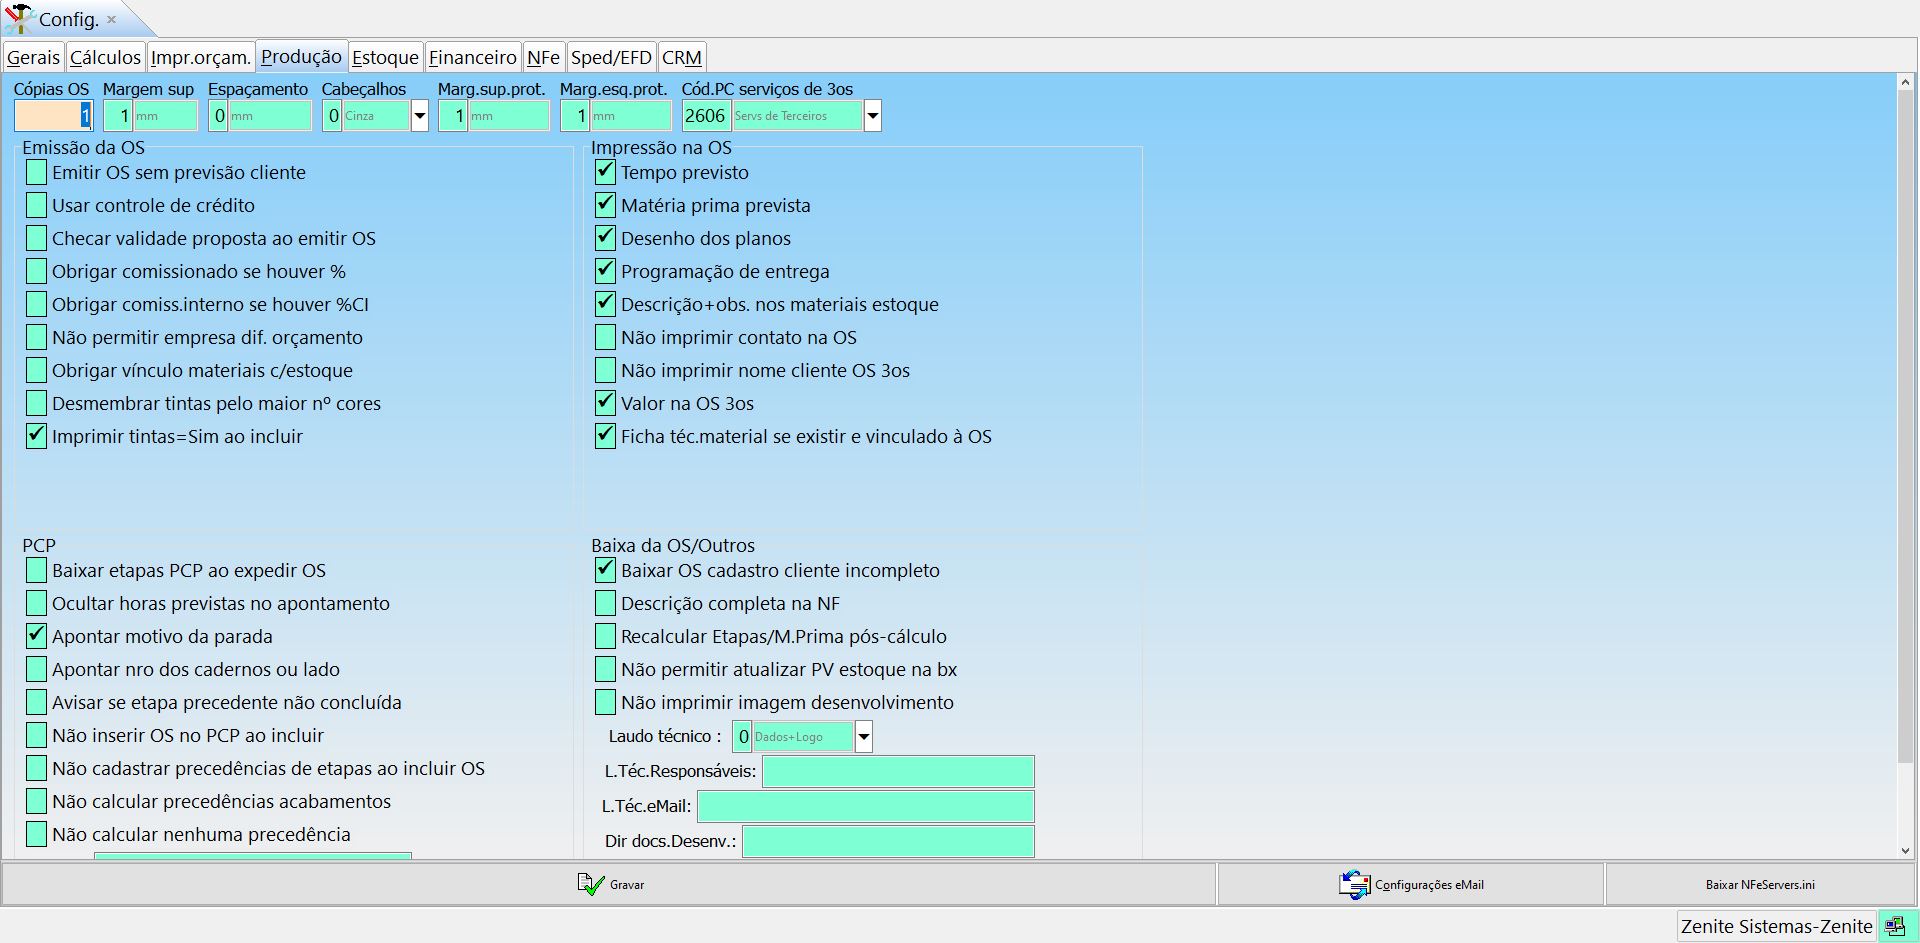 Config.
Gerais Cálculos Impr.orçam. Produção Estoque Financeiro NFe Sped/EFD CRM
Cópias OS Margem sup Espaçamento Cabeçalhos Marg.sup.prot. Marg.esq.prot. Cód.PC serviços de 3os
1 1 mm 0 mm 0 Cinza 1 mm 1 mm 2606 Servs de Terceiros
Emissão da OS
Emitir OS sem previsão cliente
Usar controle de crédito
Checar validade proposta ao emitir OS
Obrigar comissionado se houver %
Obrigar comiss.interno se houver %CI
Não permitir empresa dif. orçamento
Obrigar vínculo materiais c/estoque
Desmembrar tintas pelo maior nº cores
Imprimir tintas=Sim ao incluir
Impressão na OS
Tempo previsto
Matéria prima prevista
Desenho dos planos
Programação de entrega
Descrição+obs. nos materiais estoque
Não imprimir contato na OS
Não imprimir nome cliente OS 3os
Valor na OS 3os
Ficha téc.material se existir e vinculado à OS
PCP
Baixar etapas PCP ao expedir OS
Ocultar horas previstas no apontamento
Apontar motivo da parada
Apontar nro dos cadernos ou lado
Avisar se etapa precedente não concluída
Não inserir OS no PCP ao incluir
Não cadastrar precedências de etapas ao incluir OS
Não calcular precedências acabamentos
Não calcular nenhuma precedência
Baixa da OS/Outros
Baixar OS cadastro cliente incompleto
Descrição completa na NF
Recalcular Etapas/M.Prima pós-cálculo
Não permitir atualizar PV estoque na bx
Não imprimir imagem desenvolvimento
Laudo técnico : 0 Dados+Logo
L.Téc.Responsáveis:
L.Téc.eMail:
Dir docs.Desenv.:
Gravar Configurações eMail Baixar NFeServers.ini
Zenite Sistemas-Zenite